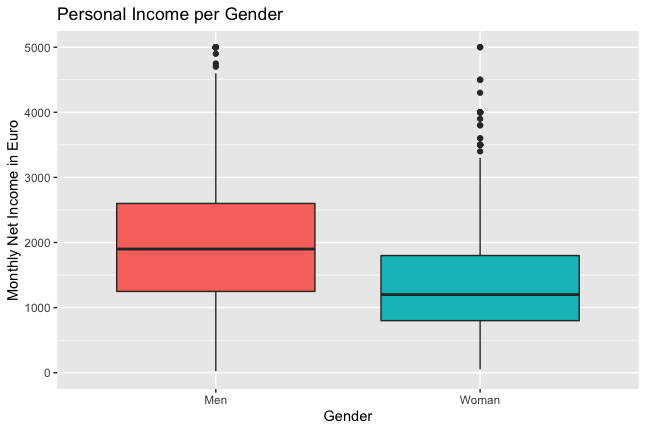 Personal Income per Gender
Monthly Net Income in Euro
5000
4000
3000
2000
1000
0
Men
Woman
Gender